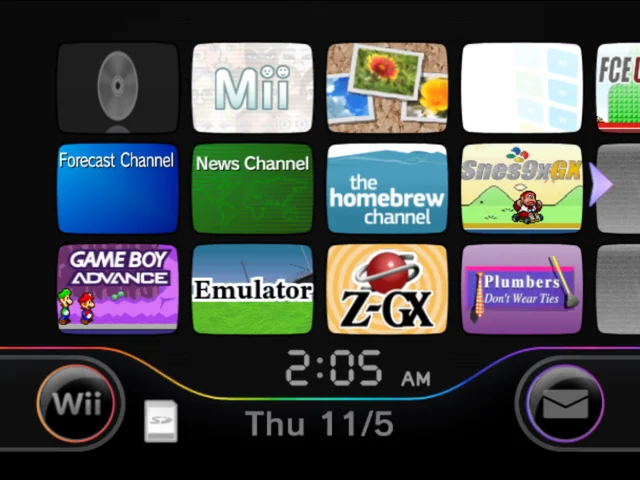 Mii
FCE
Forecast Channel
News Channel
the
homebrew
channel
Snes9xGX
GAME BOY
ADVANCE
Emulator
Z-GX
Plumbers
Don't Wear Ties
2:05 AM
Wii
SD
Thu 11/5